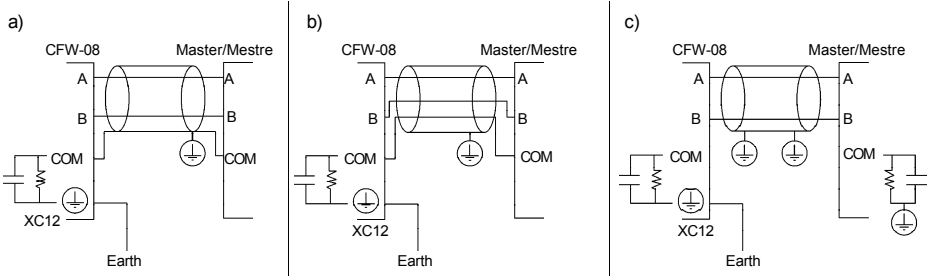 a)
CFW-08 Master/Mestre
A A
B B
COM COM
XC12
Earth
b)
CFW-08 Master/Mestre
A A
B B
COM COM
XC12
Earth
c)
CFW-08 Master/Mestre
A A
B B
COM COM
XC12
Earth